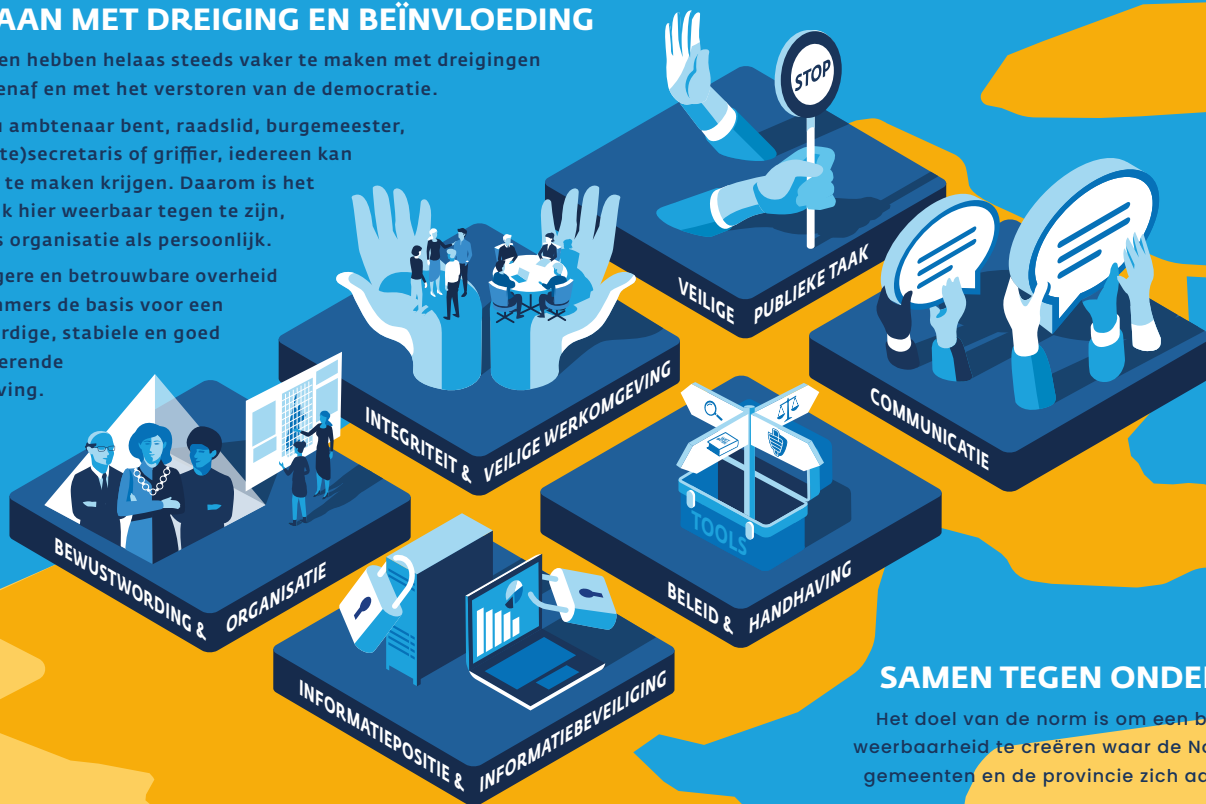 AAN MET DREIGING EN BEÏNVLOEDING
en hebben helaas steeds vaker te maken met dreigingen
enaf en met het verstoren van de democratie.
ambtenaar bent, raadslid, burgemeester,
te)secretaris of griffier, iedereen kan
te maken krijgen. Daarom is het
k hier weerbaar tegen te zijn,
s organisatie als persoonlijk.
gere en betrouwbare overheid
mers de basis voor een
rdige, stabiele en goed
erende
ving.
STOP
VEILIGE PUBLIEKE TAAK
INTEGRITEIT & VEILIGE WERKOMGEVING
COMMUNICATIE
BEWUSTWORDING & ORGANISATIE
TOOLS
BELEID & HANDHAVING
INFORMATIEPOSITIE & INFORMATIEBEVEILIGING
SAMEN TEGEN ONDE
Het doel van de norm is om een b
weerbaarheid te creëren waar de No
gemeenten en de provincie zich aa